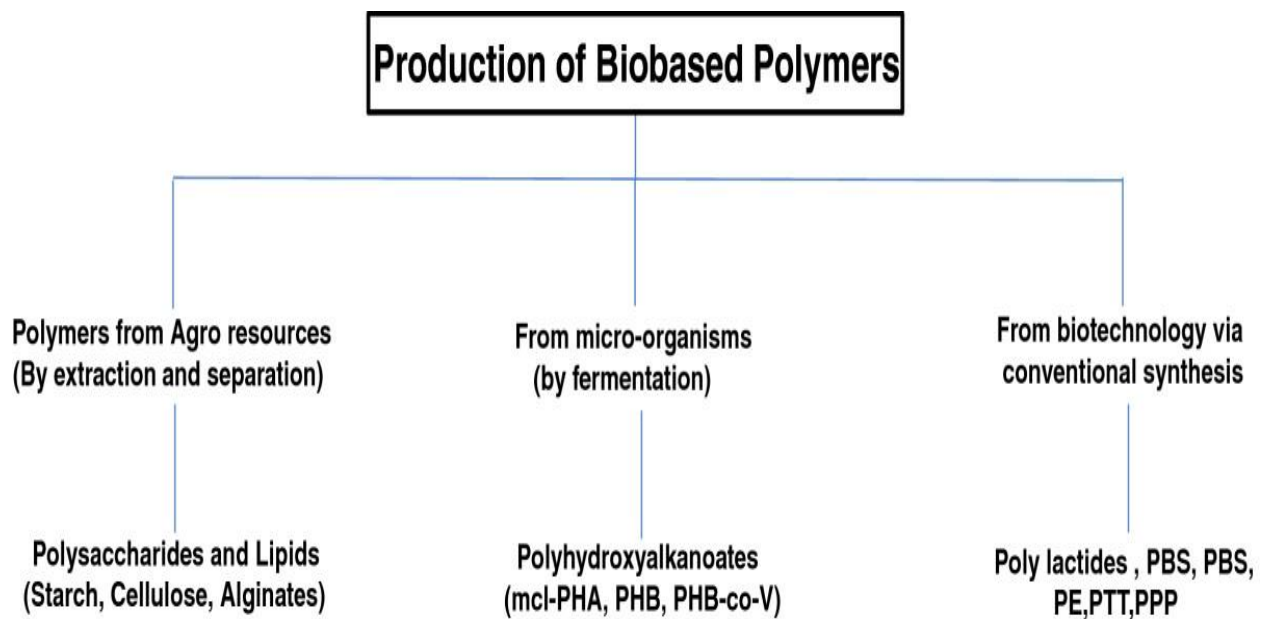 Production of Biobased Polymers
Polymers from Agro resources
(By extraction and separation)
From micro-organisms
(by fermentation)
From biotechnology via
conventional synthesis
Polysaccharides and Lipids
(Starch, Cellulose, Alginates)
Polyhydroxyalkanoates
(mcl-PHA, PHB, PHB-co-V)
Poly lactides , PBS, PBS,
PE,PTT,PPP